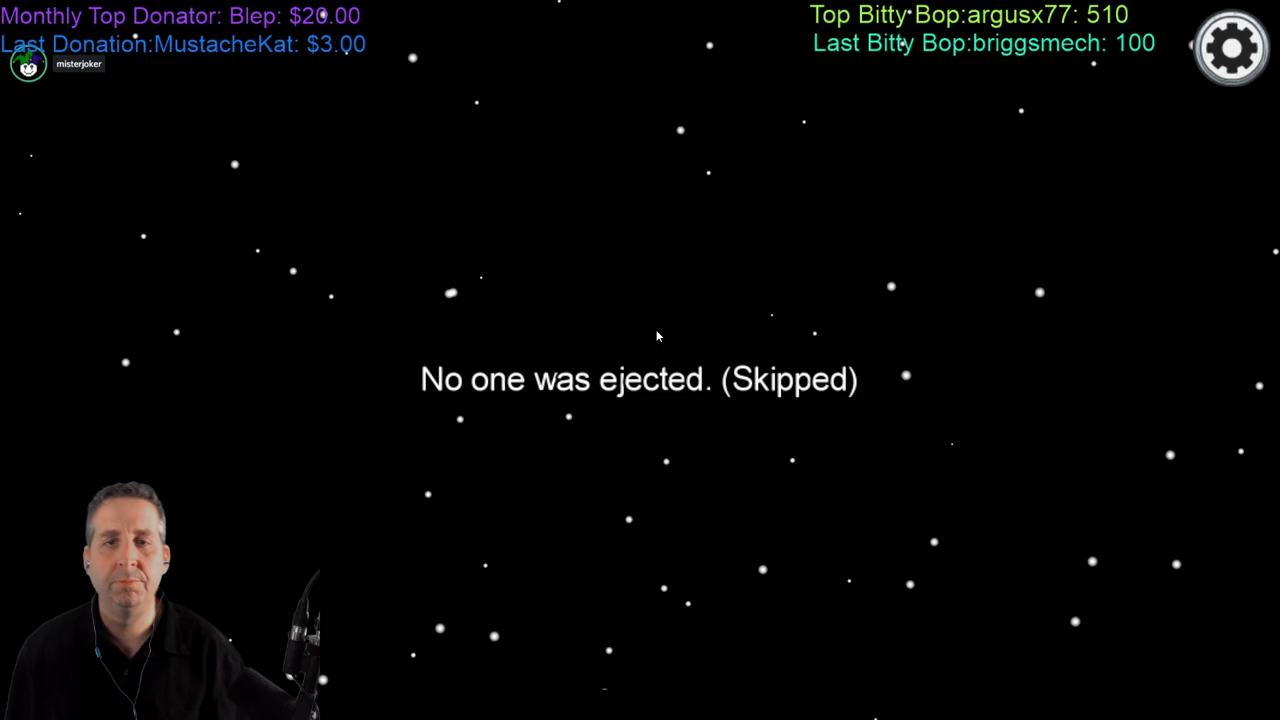 Monthly Top Donator: Blep: $20.00
Last Donation:MustacheKat: $3.00
misterjoker
Top Bitty Bop:argusx77: 510
Last Bitty Bop:briggsmech: 100
No one was ejected. (Skipped)